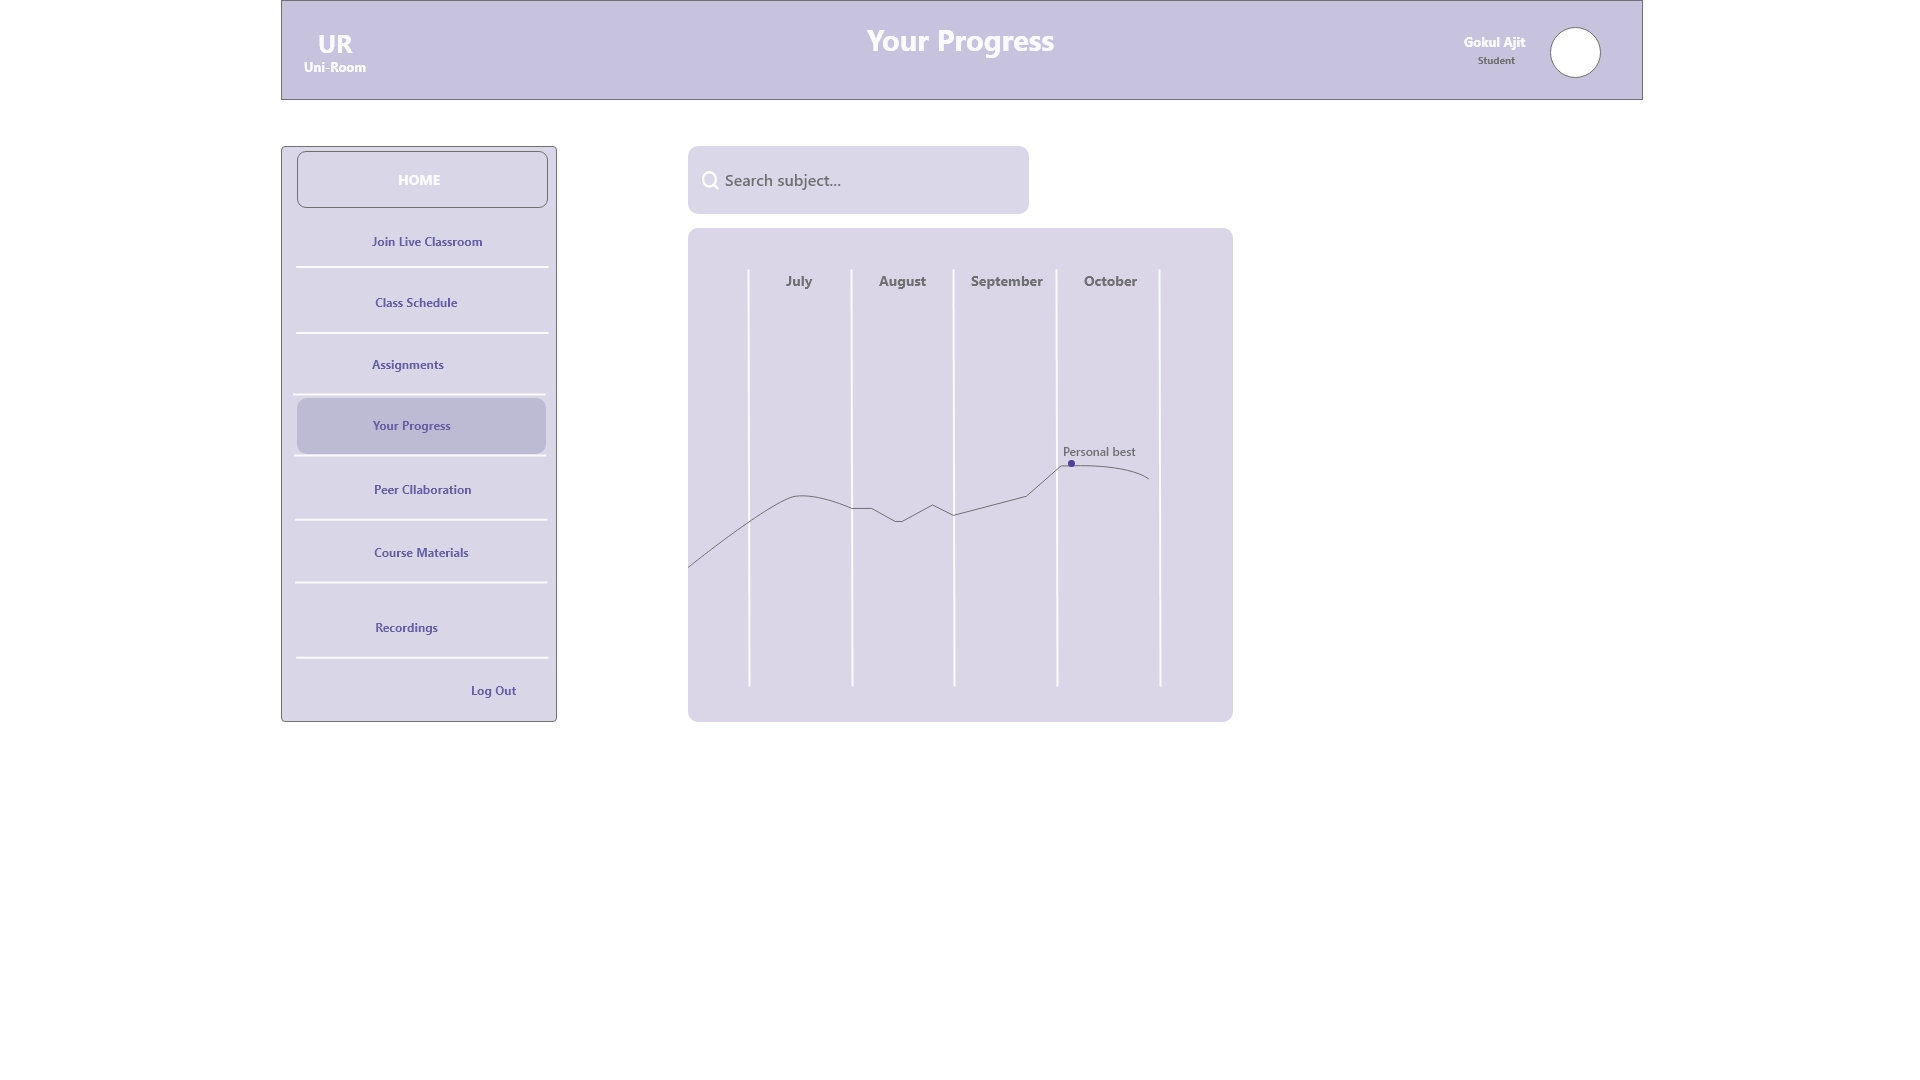 UR
Uni-Room
Your Progress
Gokul Ajit
Student
HOME
Join Live Classroom
Class Schedule
Assignments
Your Progress
Peer Cllaboration
Course Materials
Recordings
Log Out
Search subject...
July
August
September
October
Personal best